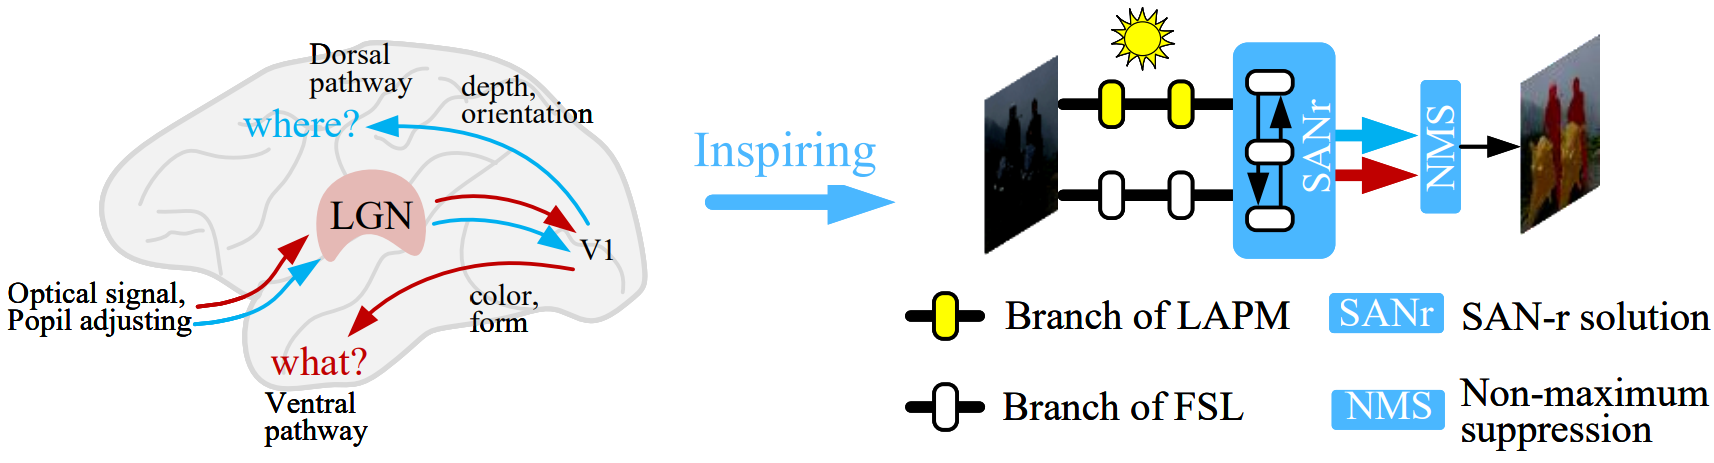 Dorsal
pathway
where?
depth,
orientation
LGN
V1
Optical signal,
Popil adjusting
color,
form
what?
Ventral
pathway
Inspiring
SANr
NMS
Branch of LAPM
SANr
SAN-r solution
Branch of FSL
NMS
Non-maximum
suppression